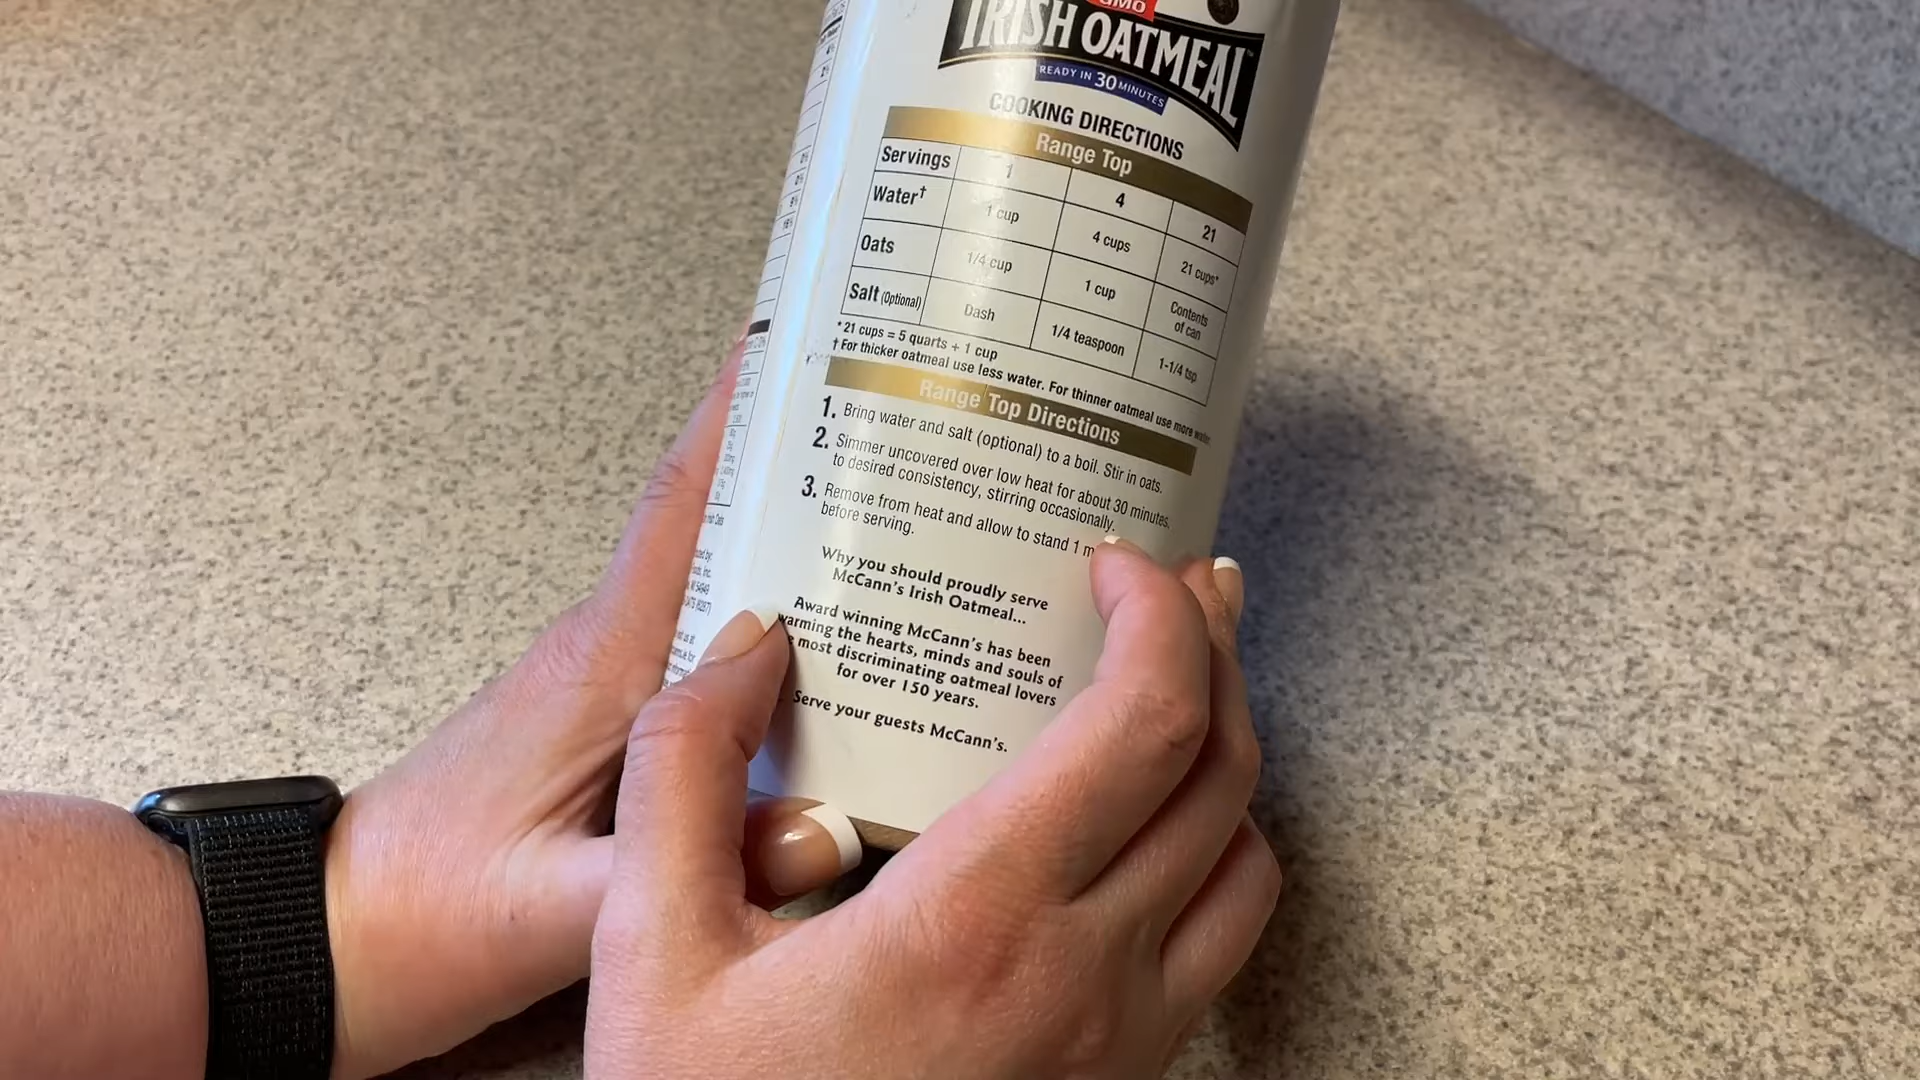 GMO
IRISH OATMEAL™
READY IN 30 MINUTES
COOKING DIRECTIONS
Range Top
Servings 1 4 21
Water† 1 cup 4 cups 21 cups*
Oats 1/4 cup 1 cup Contents of can
Salt (Optional) Dash 1/4 teaspoon 1-1/4 tsp
* 21 cups = 5 quarts + 1 cup
† For thicker oatmeal use less water. For thinner oatmeal use more water.
Range Top Directions
1. Bring water and salt (optional) to a boil. Stir in oats.
2. Simmer uncovered over low heat for about 30 minutes,
to desired consistency, stirring occasionally.
3. Remove from heat and allow to stand 1
before serving.
Why you should proudly serve
McCann's Irish Oatmeal...
Award winning McCann's has been
warming the hearts, minds and souls of
most discriminating oatmeal lovers
for over 150 years.
Serve your guests McCann's.